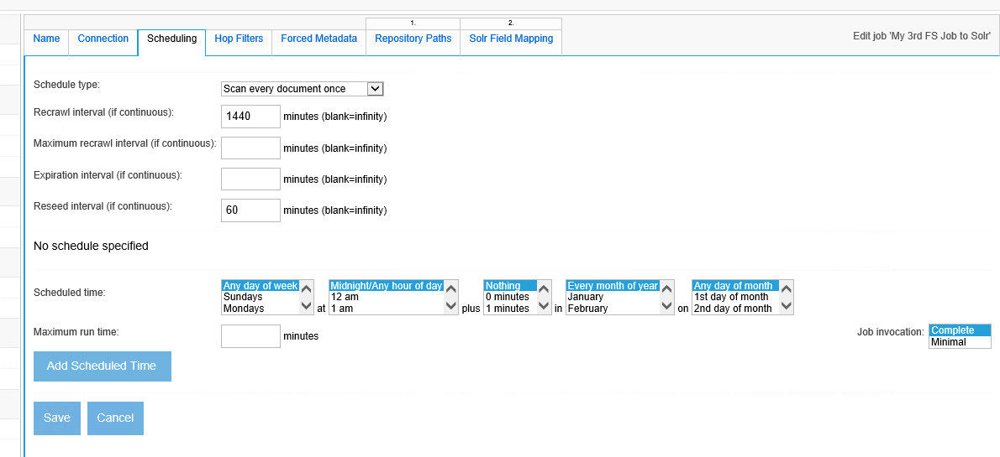 1. 2.
Name Connection Scheduling Hop Filters Forced Metadata Repository Paths Solr Field Mapping Edit job 'My 3rd FS Job to Solr'
Schedule type: Scan every document once
Recrawl interval (if continuous): 1440 minutes (blank=infinity)
Maximum recrawl interval (if continuous): minutes (blank=infinity)
Expiration interval (if continuous): minutes (blank=infinity)
Reseed interval (if continuous): 60 minutes (blank=infinity)
No schedule specified
Any day of week Midnight/Any hour of day Nothing Every month of year Any day of month
Scheduled time: Sundays 12 am 0 minutes January 1st day of month
Mondays at 1 am plus 1 minutes in February on 2nd day of month
Maximum run time: minutes Job invocation: Complete
Minimal
Add Scheduled Time
Save Cancel